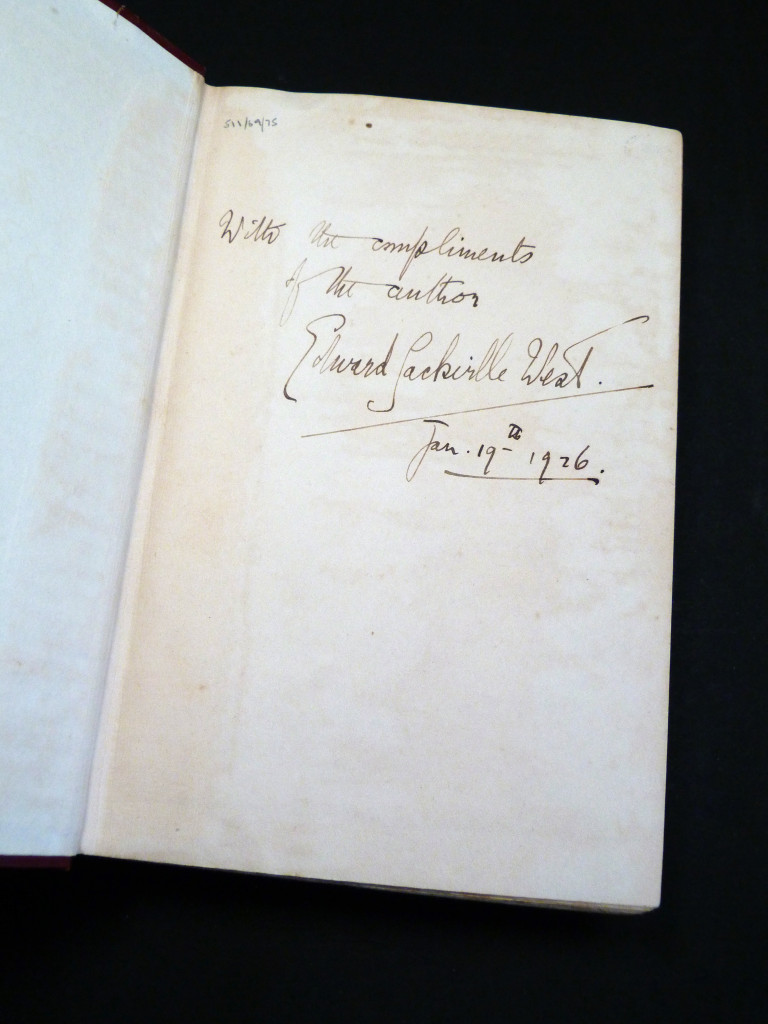 With the compliments
of the author
Edward Sackville West.
Jan. 19th 1926.